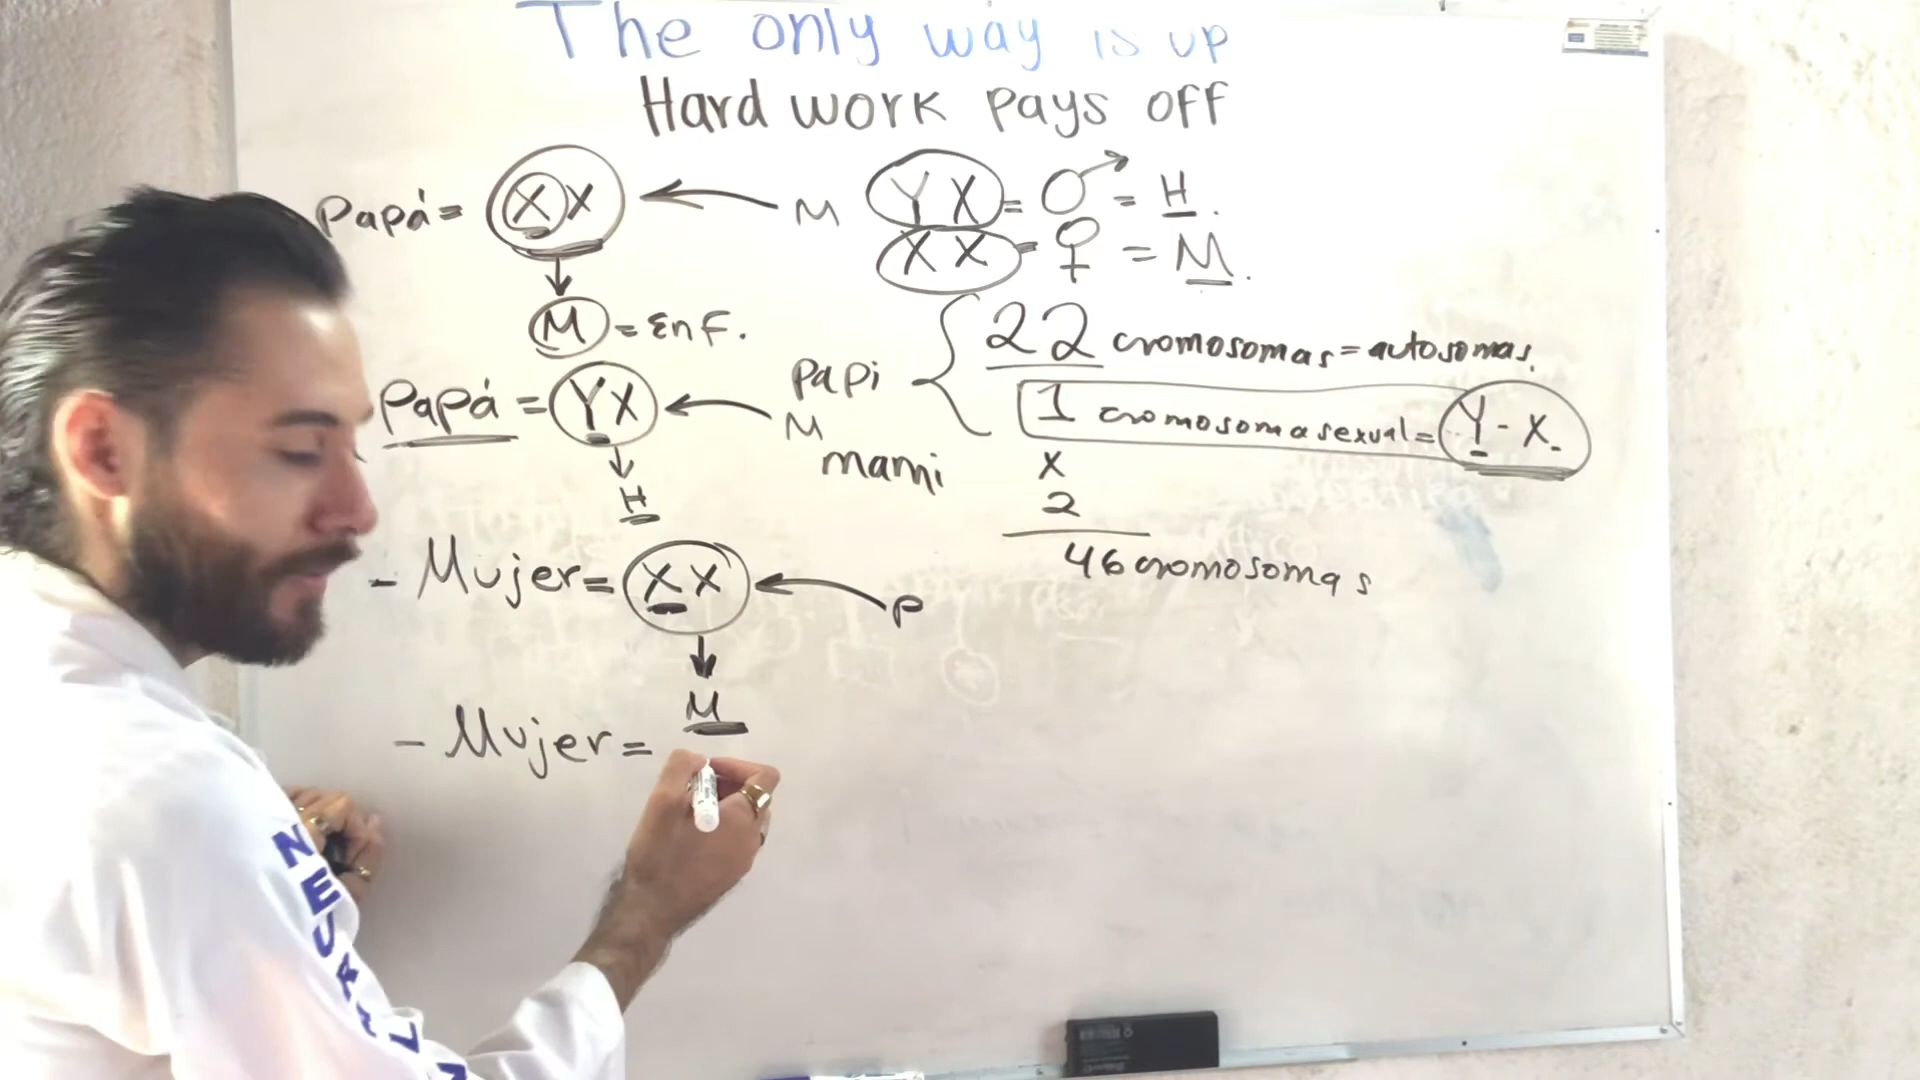 The only way is up
Hard work pays off
Papá = XX ← M
YX = ♂ = H.
XX = ♀ = M.
↓
M = Enf.
Papá = YX ← M
↓
H
papi
mami
22 cromosomas = autosomas.
1 cromosoma sexual = Y - X.
x
2
46 cromosomas
- Mujer = XX ← P
↓
M
- Mujer =
NEURAL